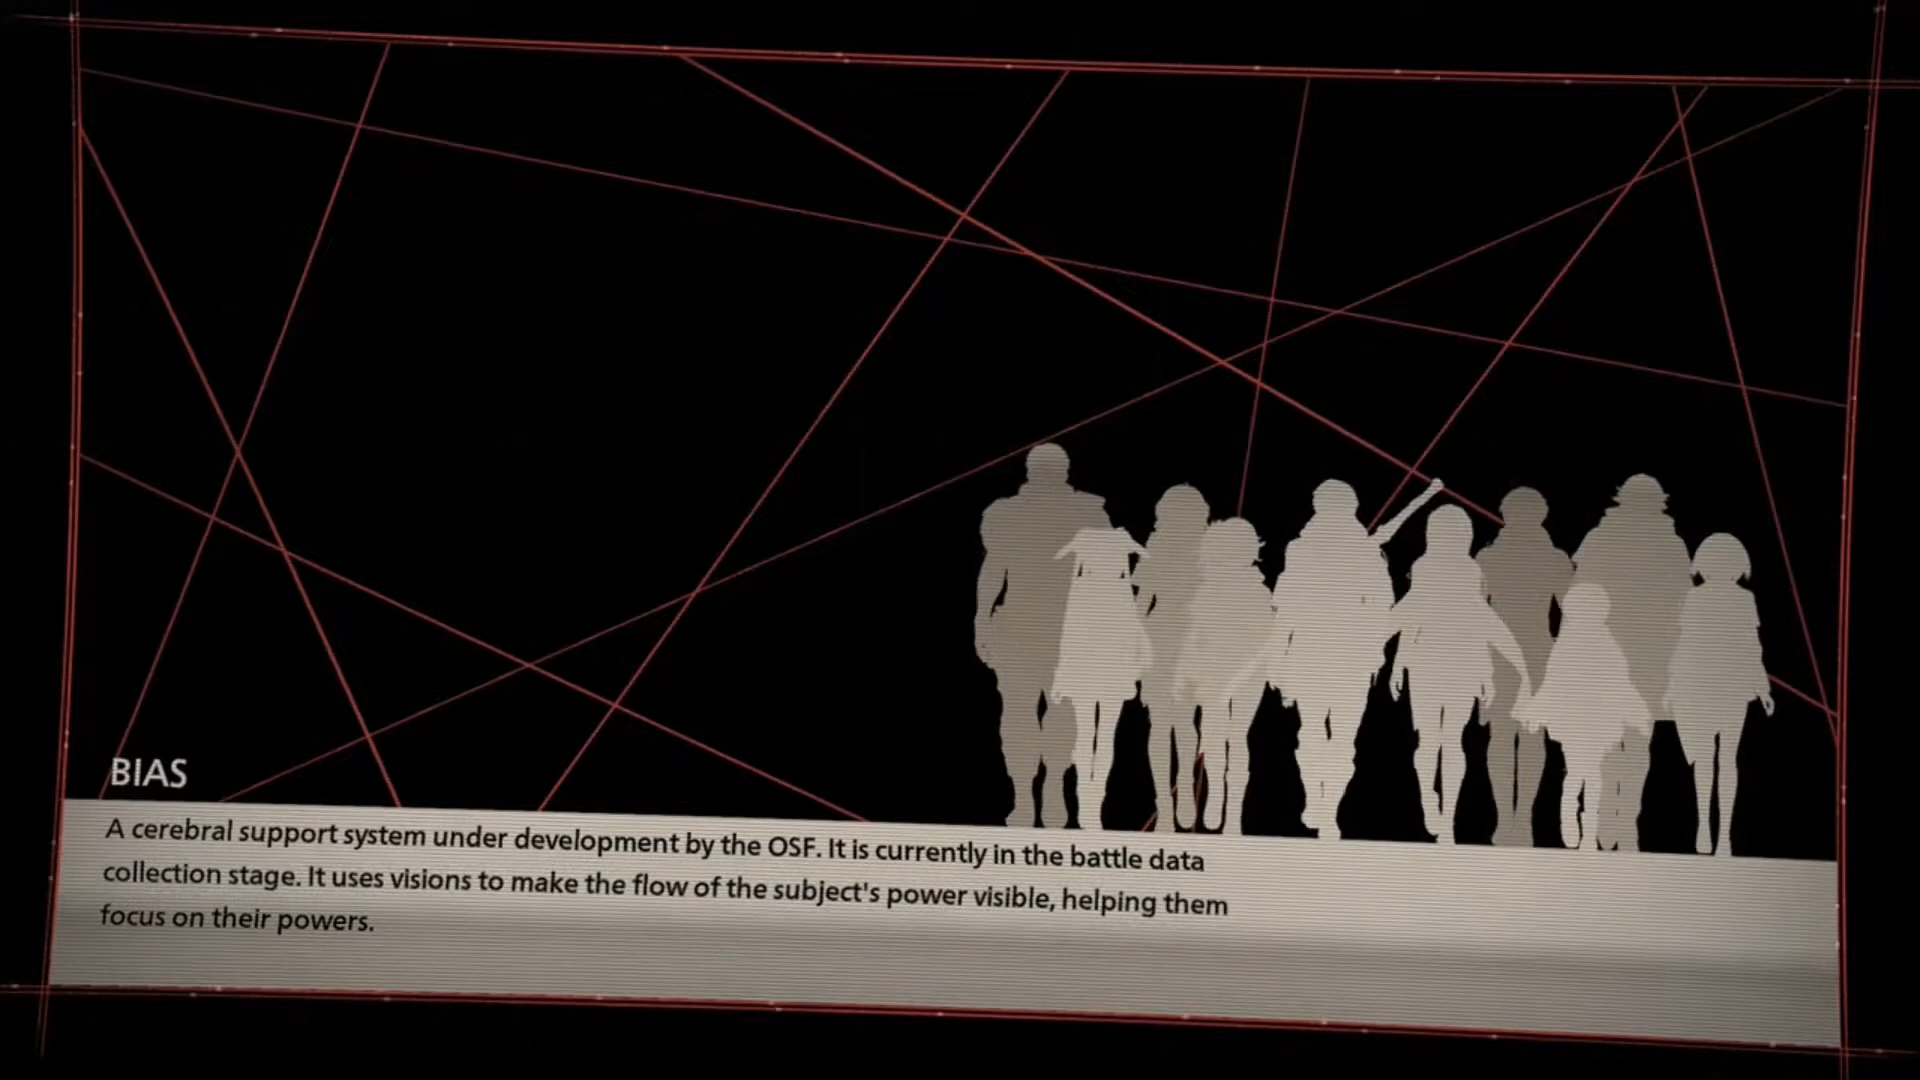 BIAS
A cerebral support system under development by the OSF. It is currently in the battle data
collection stage. It uses visions to make the flow of the subject's power visible, helping them
focus on their powers.